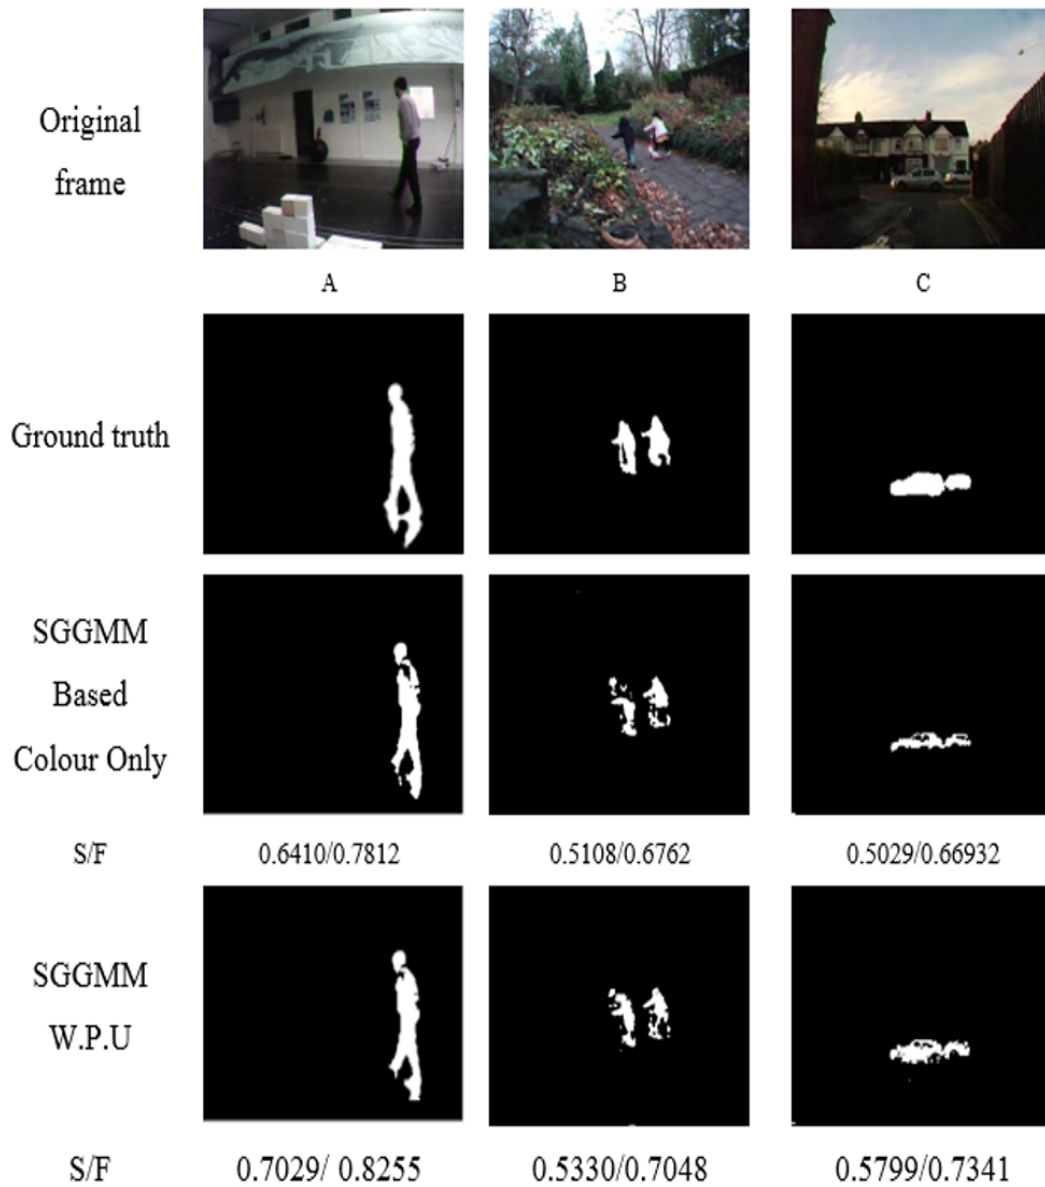 Original
frame
A B C
Ground truth
SGGMM
Based
Colour Only
S/F 0.6410/0.7812 0.5108/0.6762 0.5029/0.66932
SGGMM
W.P.U
S/F 0.7029/ 0.8255 0.5330/0.7048 0.5799/0.7341